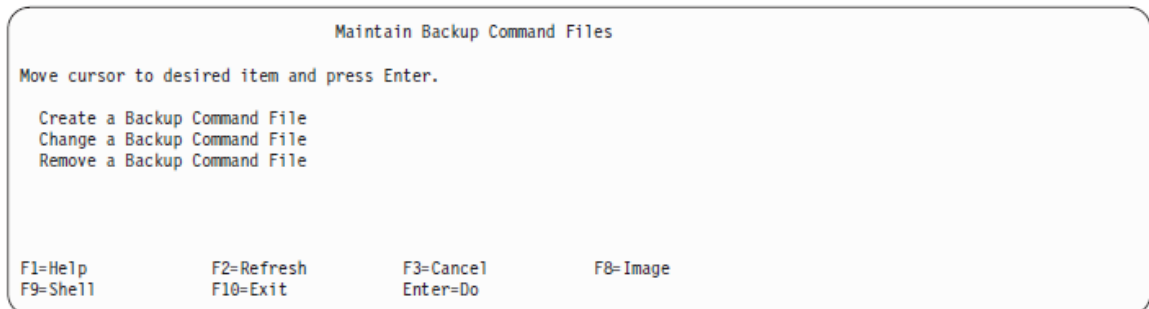 Maintain Backup Command Files
Move cursor to desired item and press Enter.
Create a Backup Command File
Change a Backup Command File
Remove a Backup Command File
F1=Help F2=Refresh F3=Cancel F8=Image
F9=Shell F10=Exit Enter=Do